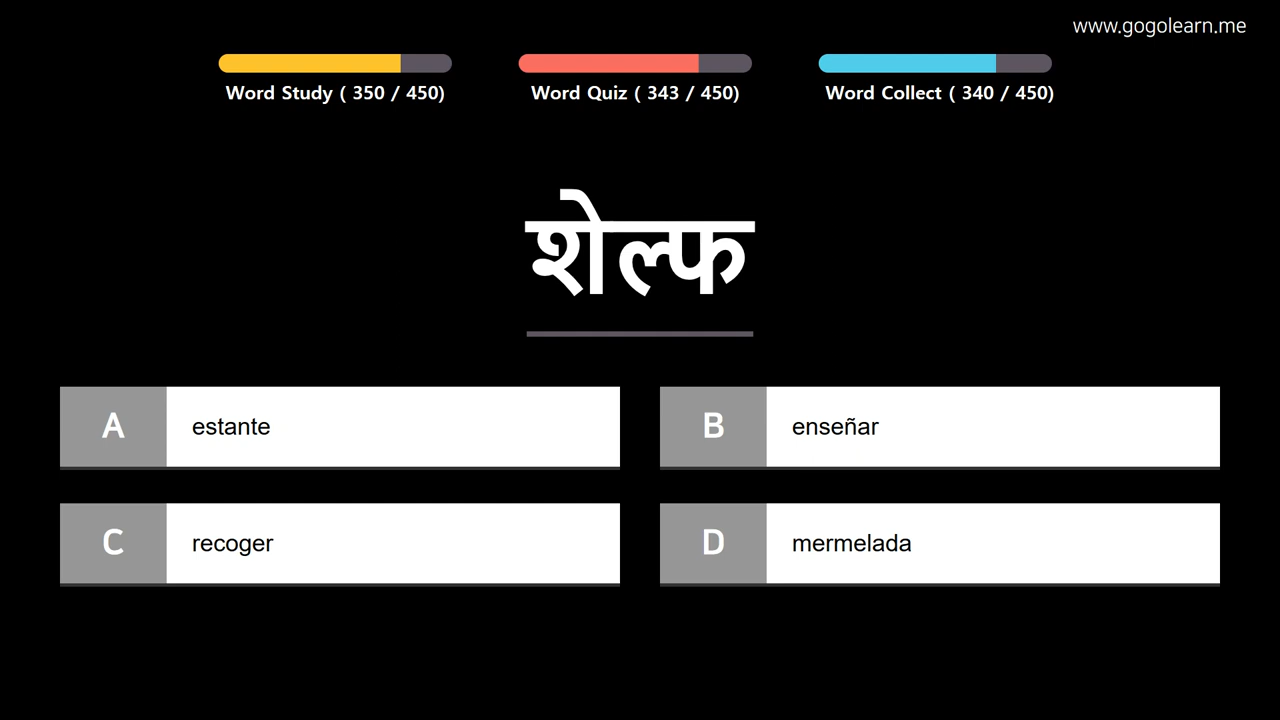 www.gogolearn.me
Word Study ( 350 / 450)
Word Quiz ( 343 / 450)
Word Collect ( 340 / 450)
शेल्फ
A estante
B enseñar
C recoger
D mermelada